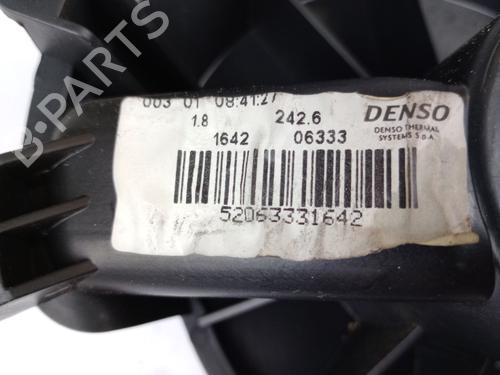 003 01 08:41:27
1.8 242.6 DENSO
DENSO THERMAL
SYSTEMS S.p.A.
1642 06333
52063331642
B-PARTS